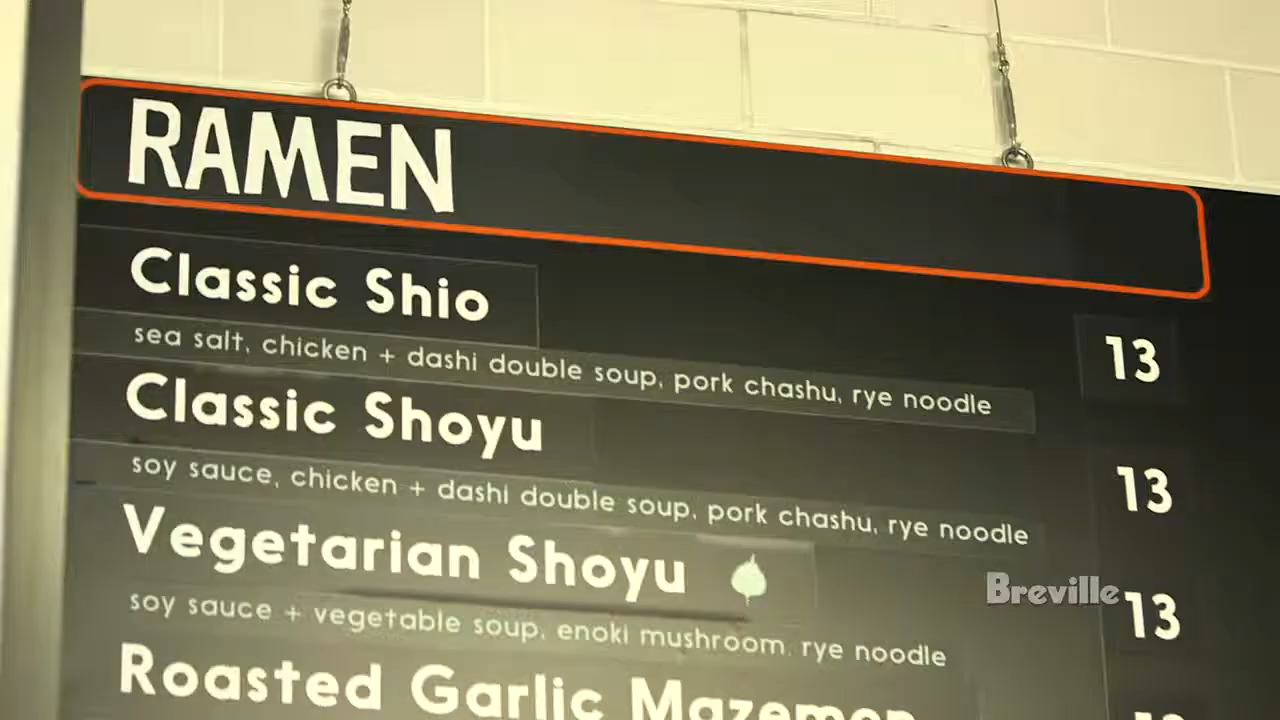 RAMEN
Classic Shio 13
sea salt, chicken + dashi double soup, pork chashu, rye noodle
Classic Shoyu 13
soy sauce, chicken + dashi double soup, pork chashu, rye noodle
Vegetarian Shoyu 13
soy sauce + vegetable soup, enoki mushroom, rye noodle
Breville
Roasted Garlic Mazemen